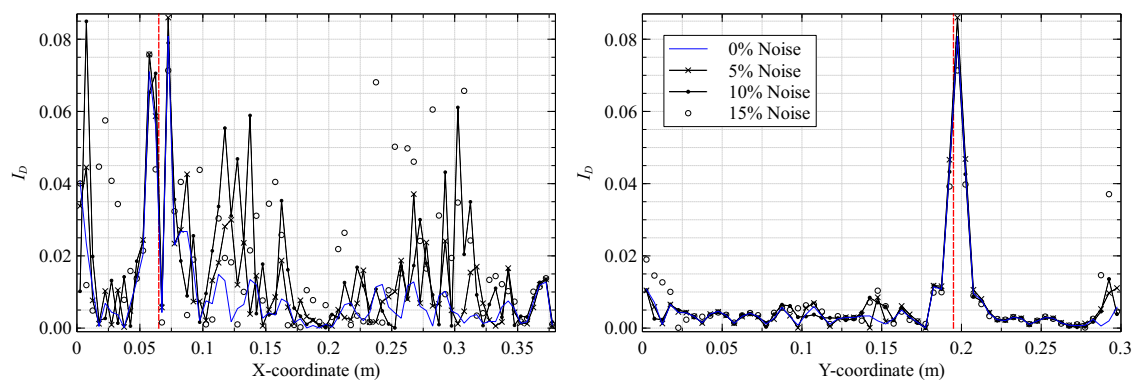 0.08
0.06
0.04
0.02
0.00
I_D
0 0.05 0.1 0.15 0.2 0.25 0.3 0.35
X-coordinate (m)
0% Noise
5% Noise
10% Noise
15% Noise
0.08
0.06
0.04
0.02
0.00
I_D
0 0.05 0.1 0.15 0.2 0.25 0.3
Y-coordinate (m)